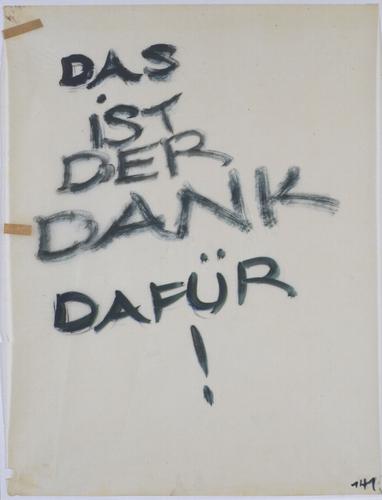 DAS
iST
DER
DANK
DAFÜR
!
141